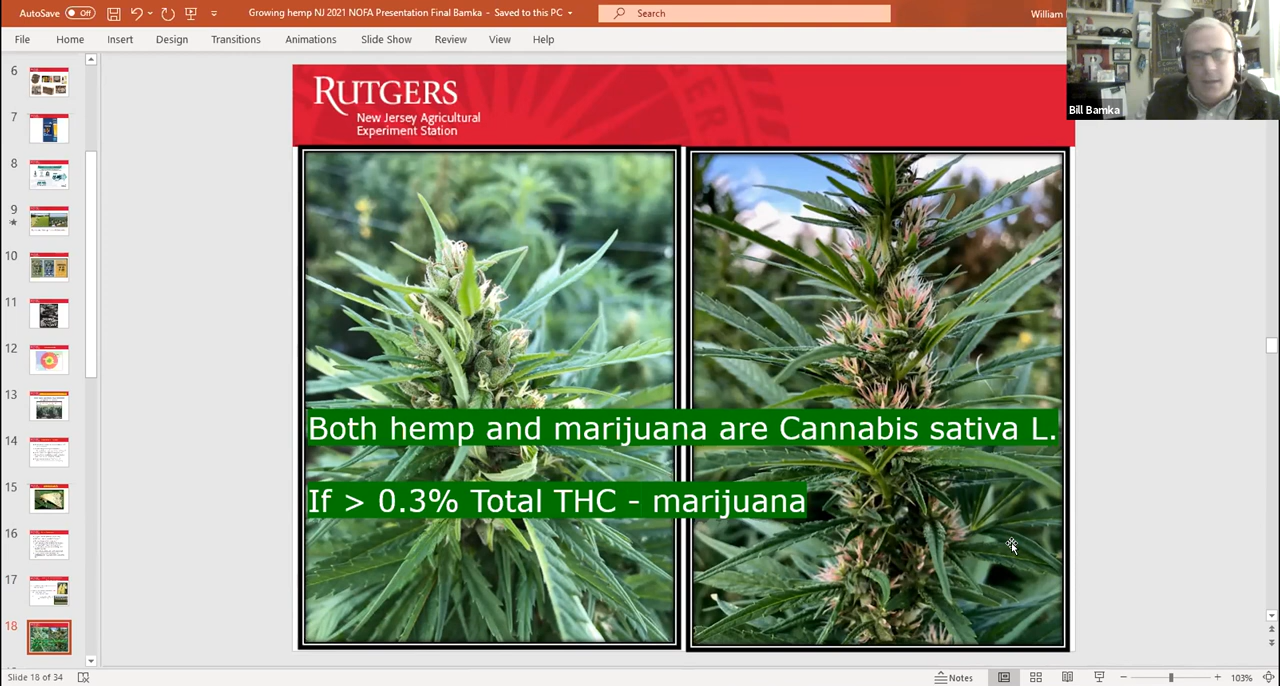 AutoSave Off
Growing hemp NJ 2021 NOFA Presentation Final Bamka - Saved to this PC
Search
William
File Home Insert Design Transitions Animations Slide Show Review View Help
Bill Bamka
6
7
8
9
10
11
12
13
14
15
16
17
18
RUTGERS
New Jersey Agricultural
Experiment Station
Both hemp and marijuana are Cannabis sativa L.
If > 0.3% Total THC - marijuana
Slide 18 of 34
Notes
103%